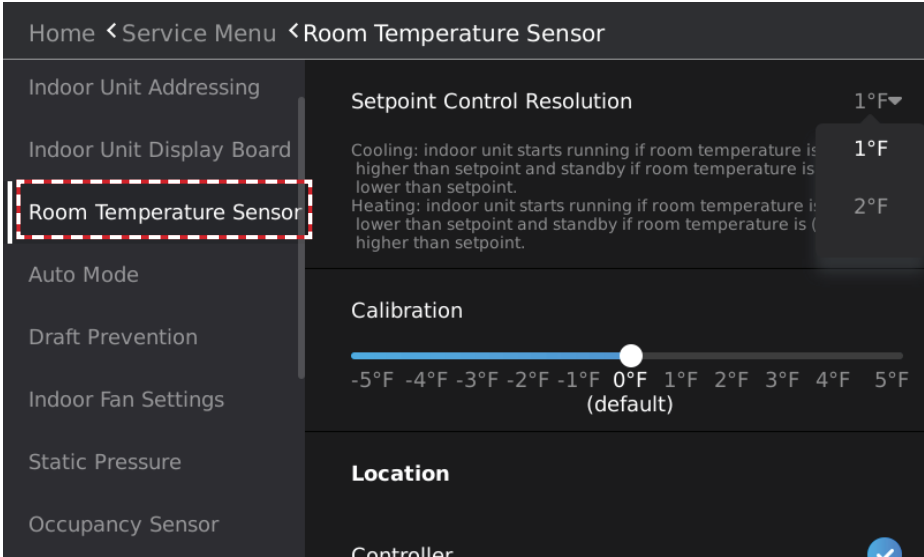 Home < Service Menu < Room Temperature Sensor
Indoor Unit Addressing
Indoor Unit Display Board
Room Temperature Sensor
Auto Mode
Draft Prevention
Indoor Fan Settings
Static Pressure
Occupancy Sensor
Setpoint Control Resolution
1°F
1°F
2°F
Cooling: indoor unit starts running if room temperature is
higher than setpoint and standby if room temperature is
lower than setpoint.
Heating: indoor unit starts running if room temperature is
lower than setpoint and standby if room temperature is (
higher than setpoint.
Calibration
-5°F -4°F -3°F -2°F -1°F 0°F 1°F 2°F 3°F 4°F 5°F
(default)
Location
Controller